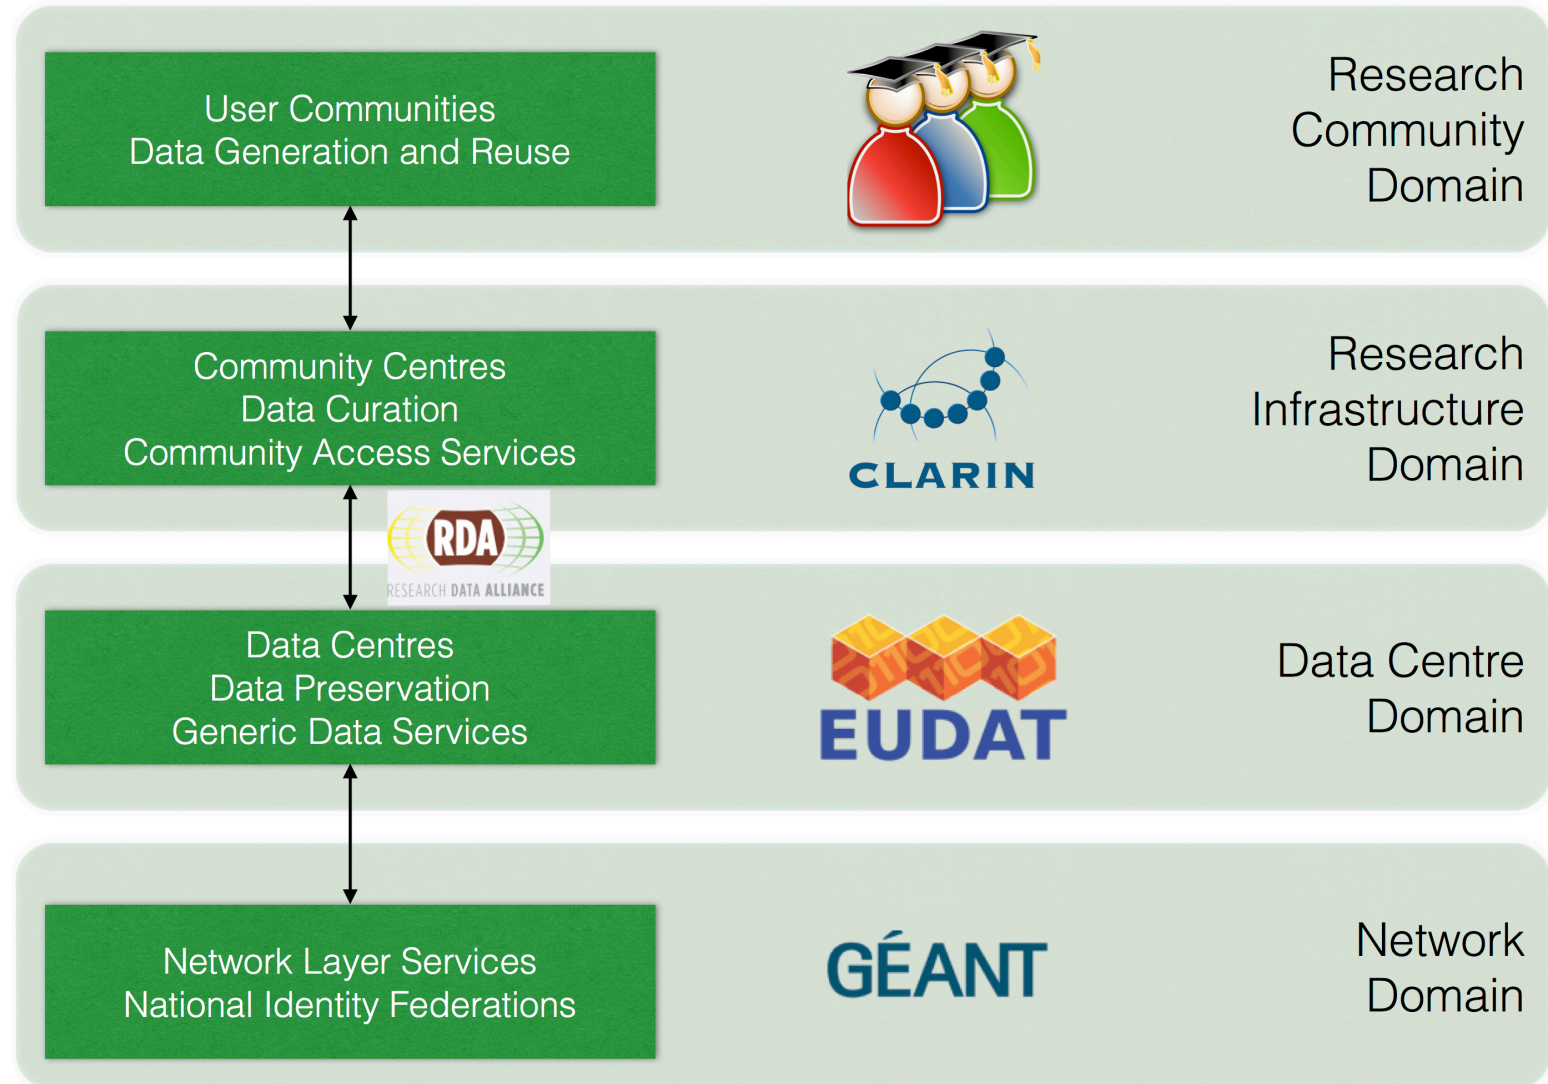 User Communities
Data Generation and Reuse
Research
Community
Domain
Community Centres
Data Curation
Community Access Services
CLARIN
Research
Infrastructure
Domain
RDA
RESEARCH DATA ALLIANCE
Data Centres
Data Preservation
Generic Data Services
EUDAT
Data Centre
Domain
Network Layer Services
National Identity Federations
GÉANT
Network
Domain